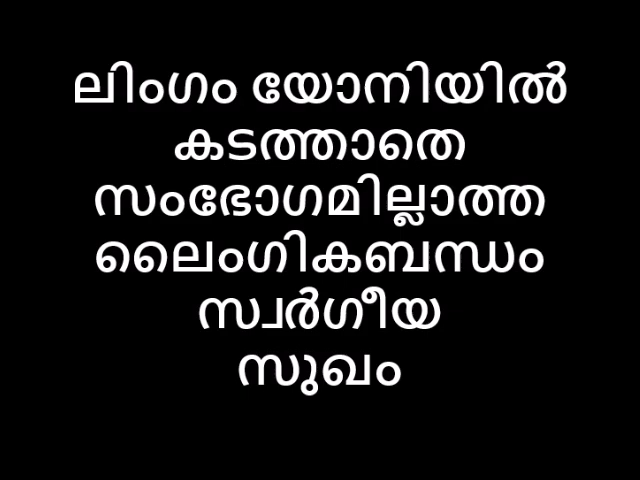 ലിംഗം യോനിയിൽ
കടത്താതെ
സംഭോഗമില്ലാത്ത
ലൈംഗികബന്ധം
സ്വർഗീയ
സുഖം